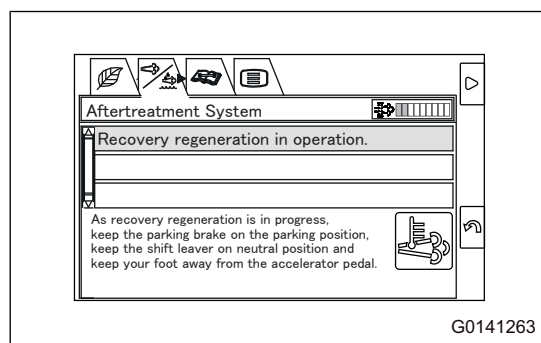 Aftertreatment System
Recovery regeneration in operation.
As recovery regeneration is in progress,
keep the parking brake on the parking position,
keep the shift leaver on neutral position and
keep your foot away from the accelerator pedal.
G0141263